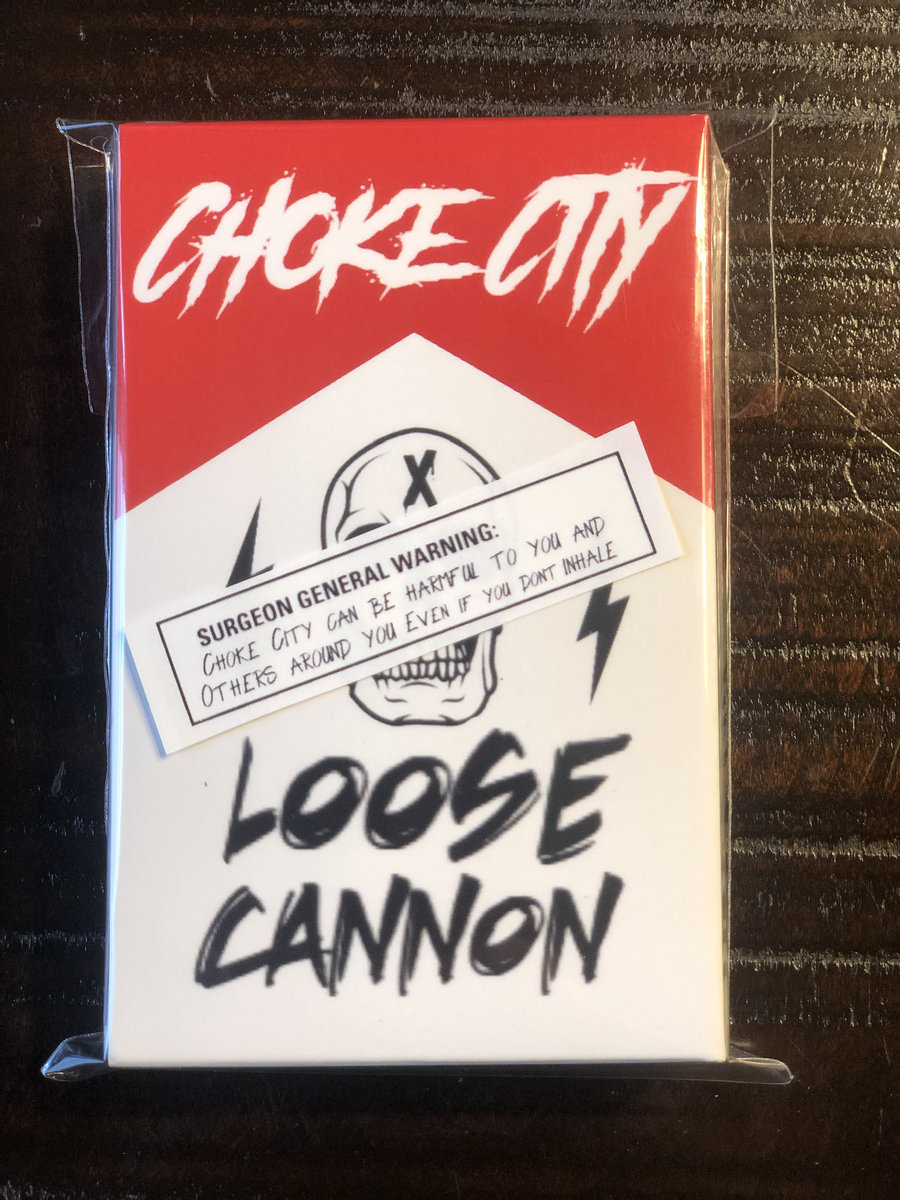 CHOKE CITY
X
SURGEON GENERAL WARNING:
CHOKE CITY CAN BE HARMFUL TO YOU AND
OTHERS AROUND YOU EVEN IF YOU DONT INHALE
LOOSE
CANNON